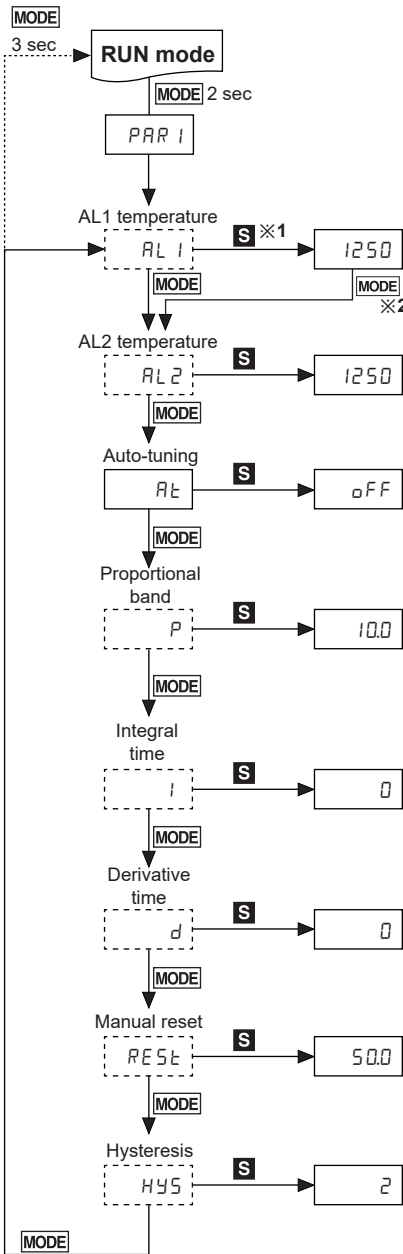 MODE
3 sec
RUN mode
MODE 2 sec
PAR1
AL1 temperature
AL1 S ※1 1250
MODE MODE
※2
AL2 temperature
AL2 S 1250
MODE
Auto-tuning
At S oFF
MODE
Proportional
band
P S 10.0
MODE
Integral
time
I S 0
MODE
Derivative
time
d S 0
MODE
Manual reset
RESt S 50.0
MODE
Hysteresis
HYS S 2
MODE